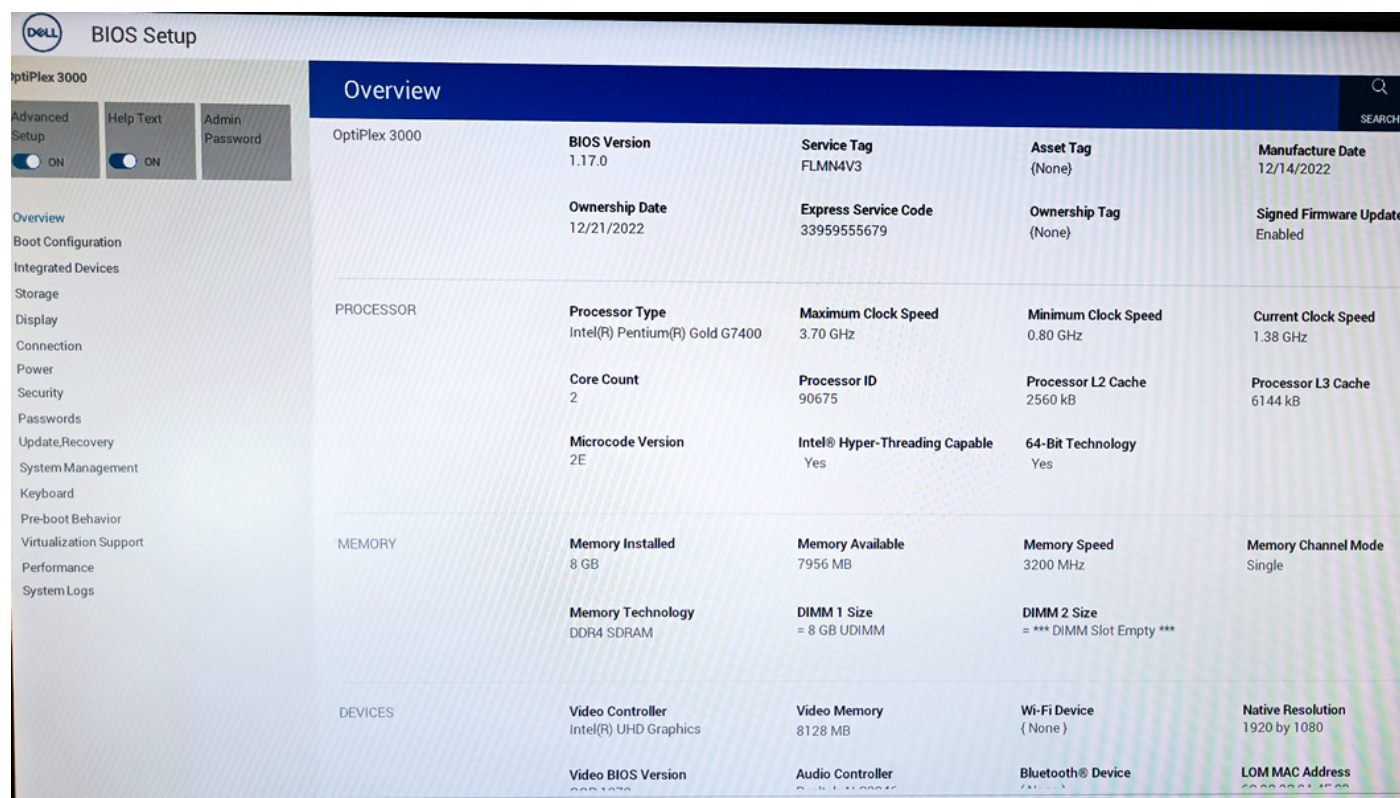 DELL
BIOS Setup
OptiPlex 3000
Advanced Setup
ON
Help Text
ON
Admin Password
Overview
Boot Configuration
Integrated Devices
Storage
Display
Connection
Power
Security
Passwords
Update,Recovery
System Management
Keyboard
Pre-boot Behavior
Virtualization Support
Performance
System Logs
Overview
SEARCH
OptiPlex 3000
BIOS Version
1.17.0
Service Tag
FLMN4V3
Asset Tag
{None}
Manufacture Date
12/14/2022
Ownership Date
12/21/2022
Express Service Code
33959555679
Ownership Tag
{None}
Signed Firmware Update
Enabled
PROCESSOR
Processor Type
Intel(R) Pentium(R) Gold G7400
Maximum Clock Speed
3.70 GHz
Minimum Clock Speed
0.80 GHz
Current Clock Speed
1.38 GHz
Core Count
2
Processor ID
90675
Processor L2 Cache
2560 kB
Processor L3 Cache
6144 kB
Microcode Version
2E
Intel® Hyper-Threading Capable
Yes
64-Bit Technology
Yes
MEMORY
Memory Installed
8 GB
Memory Available
7956 MB
Memory Speed
3200 MHz
Memory Channel Mode
Single
Memory Technology
DDR4 SDRAM
DIMM 1 Size
= 8 GB UDIMM
DIMM 2 Size
= *** DIMM Slot Empty ***
DEVICES
Video Controller
Intel(R) UHD Graphics
Video Memory
8128 MB
Wi-Fi Device
{ None }
Native Resolution
1920 by 1080
Video BIOS Version
Audio Controller
Bluetooth® Device
LOM MAC Address